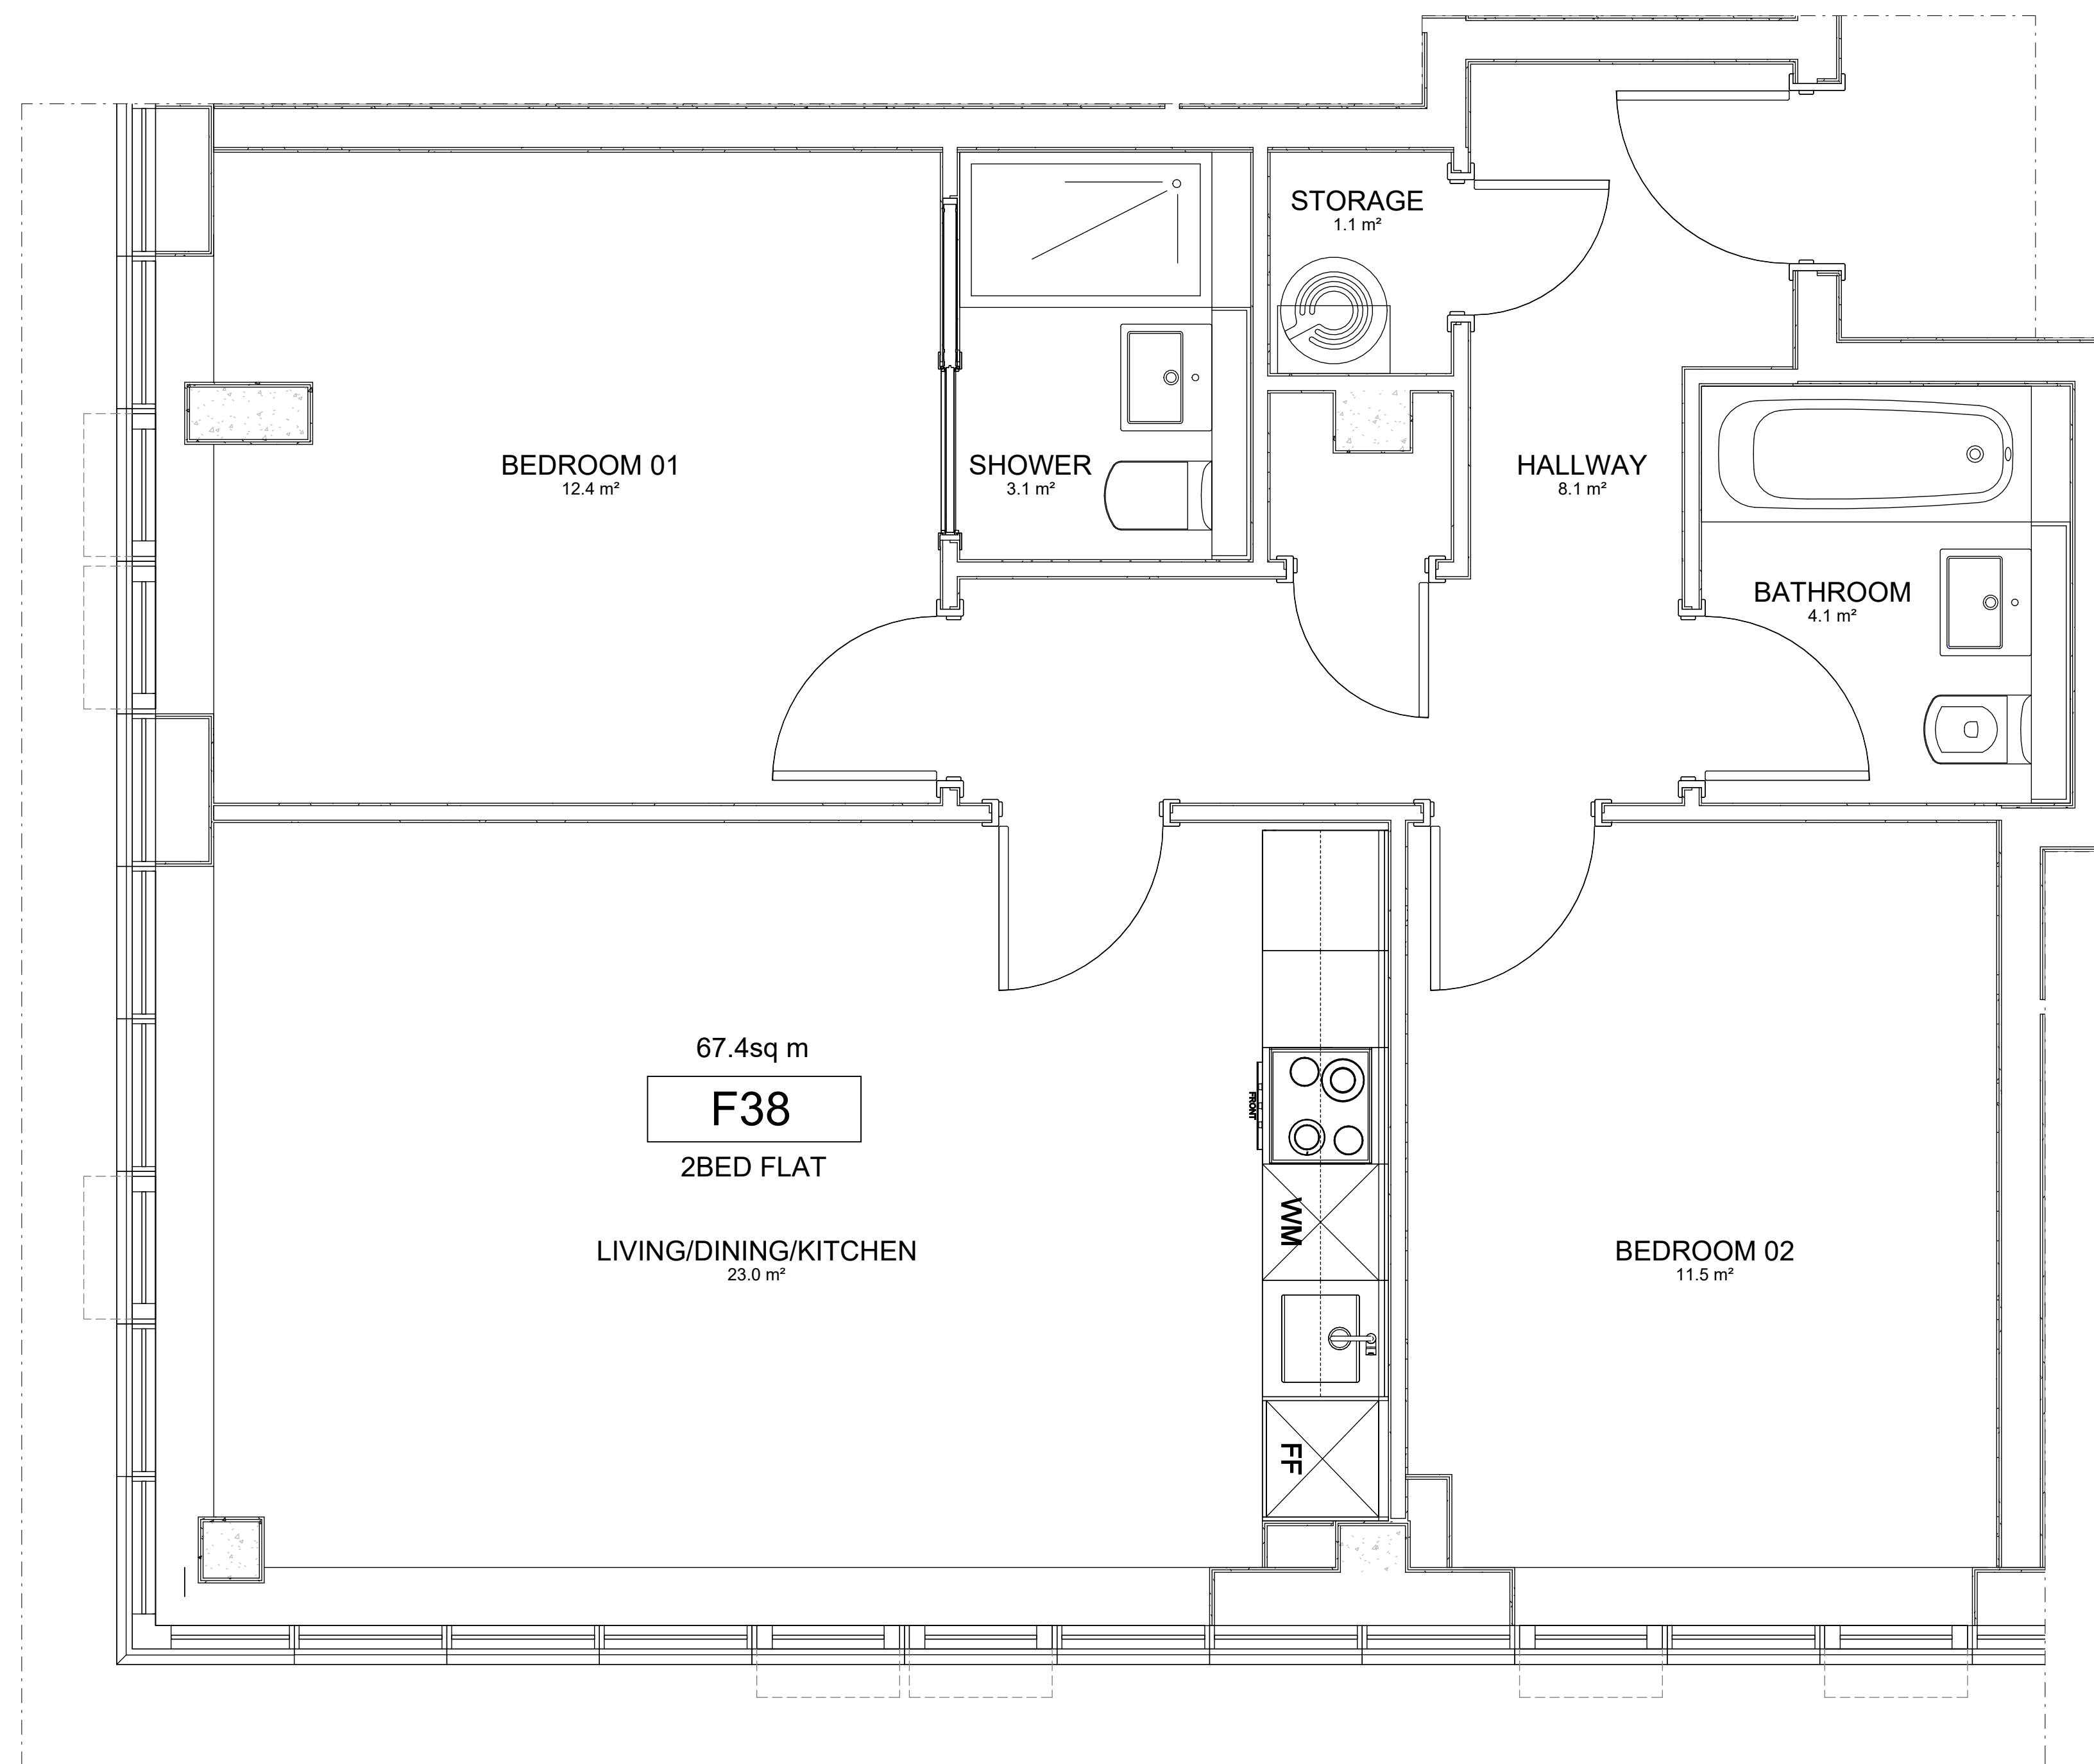 STORAGE
1.1 m²
BEDROOM 01
12.4 m²
SHOWER
3.1 m²
HALLWAY
8.1 m²
BATHROOM
4.1 m²
67.4sq m
F38
2BED FLAT
LIVING/DINING/KITCHEN
23.0 m²
FRONT
WM
FF
BEDROOM 02
11.5 m²